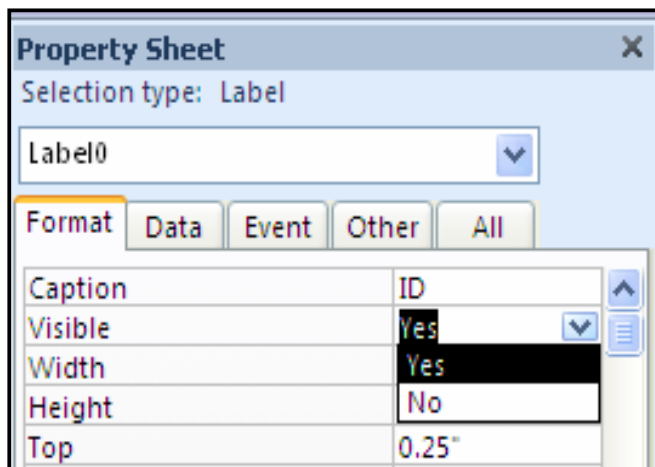 Property Sheet
Selection type: Label
Label0
Format Data Event Other All
Caption ID
Visible Yes
Width Yes
Height No
Top 0.25"